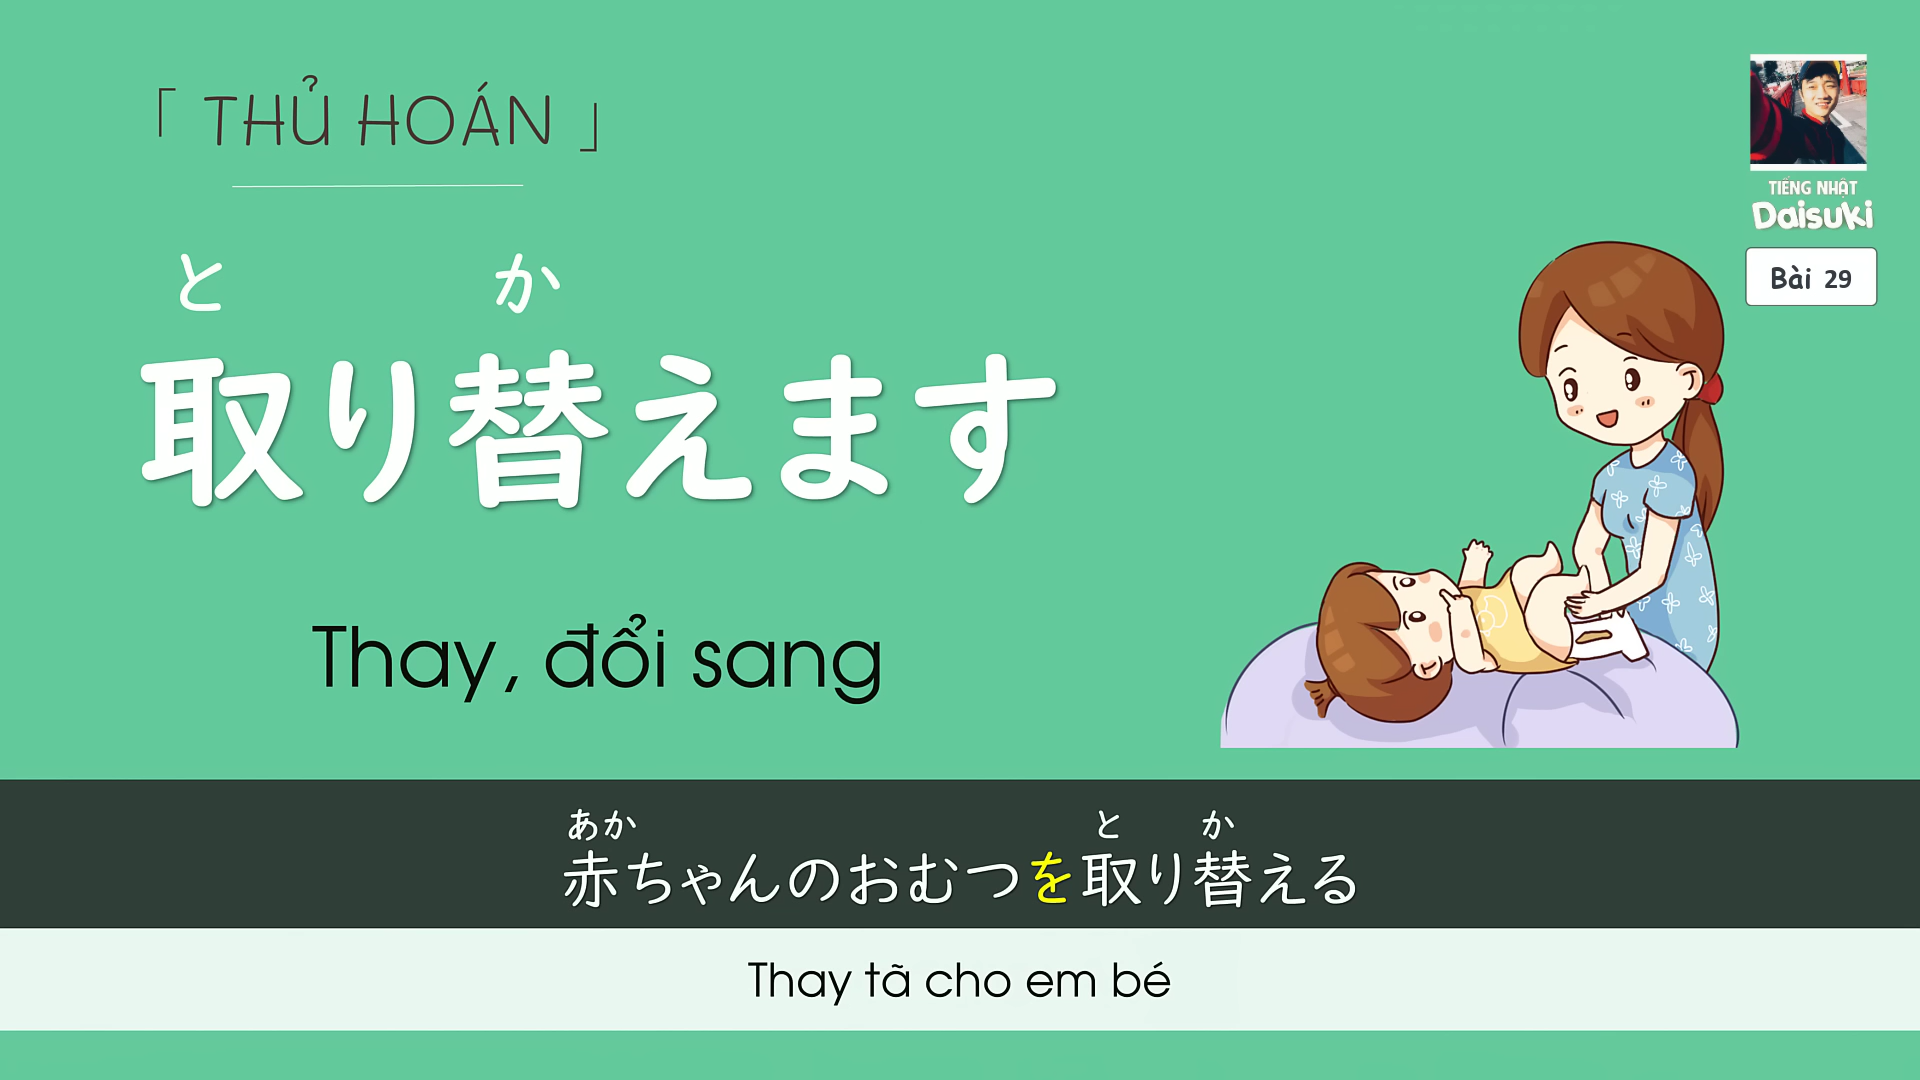 「 THỦ HOÁN 」
TIẾNG NHẬT
Daisuki
Bài 29
と か
取り替えます
Thay, đổi sang
あか と か
赤ちゃんのおむつを取り替える
Thay tã cho em bé